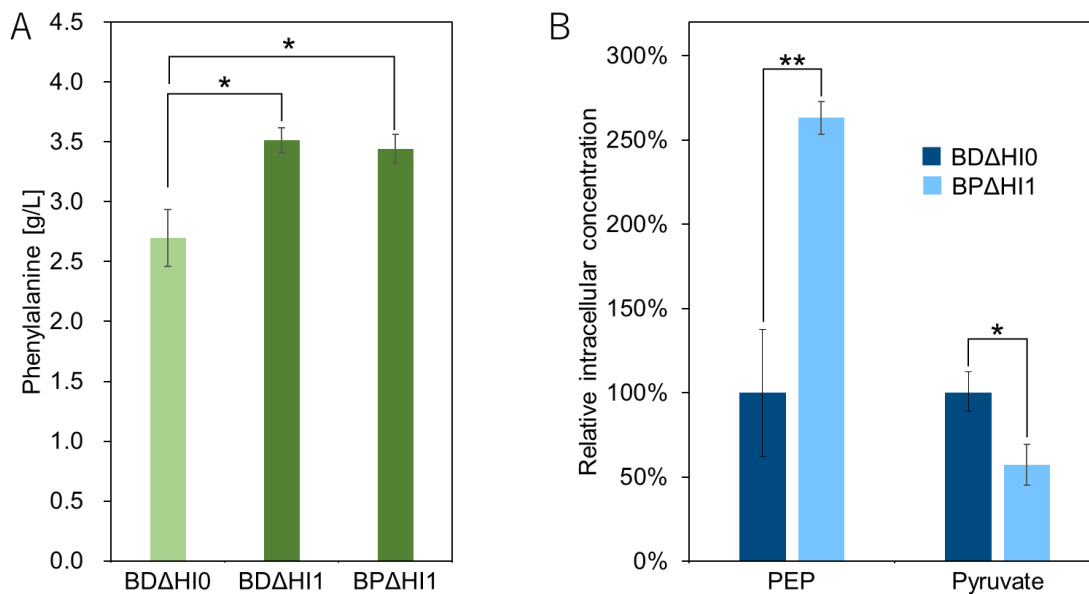 A
Phenylalanine [g/L]
4.5
4.0
3.5
3.0
2.5
2.0
1.5
1.0
0.5
0.0
*
*
BDΔHI0 BDΔHI1 BPΔHI1
B
Relative intracellular concentration
300%
250%
200%
150%
100%
50%
0%
**
*
BDΔHI0
BPΔHI1
PEP Pyruvate